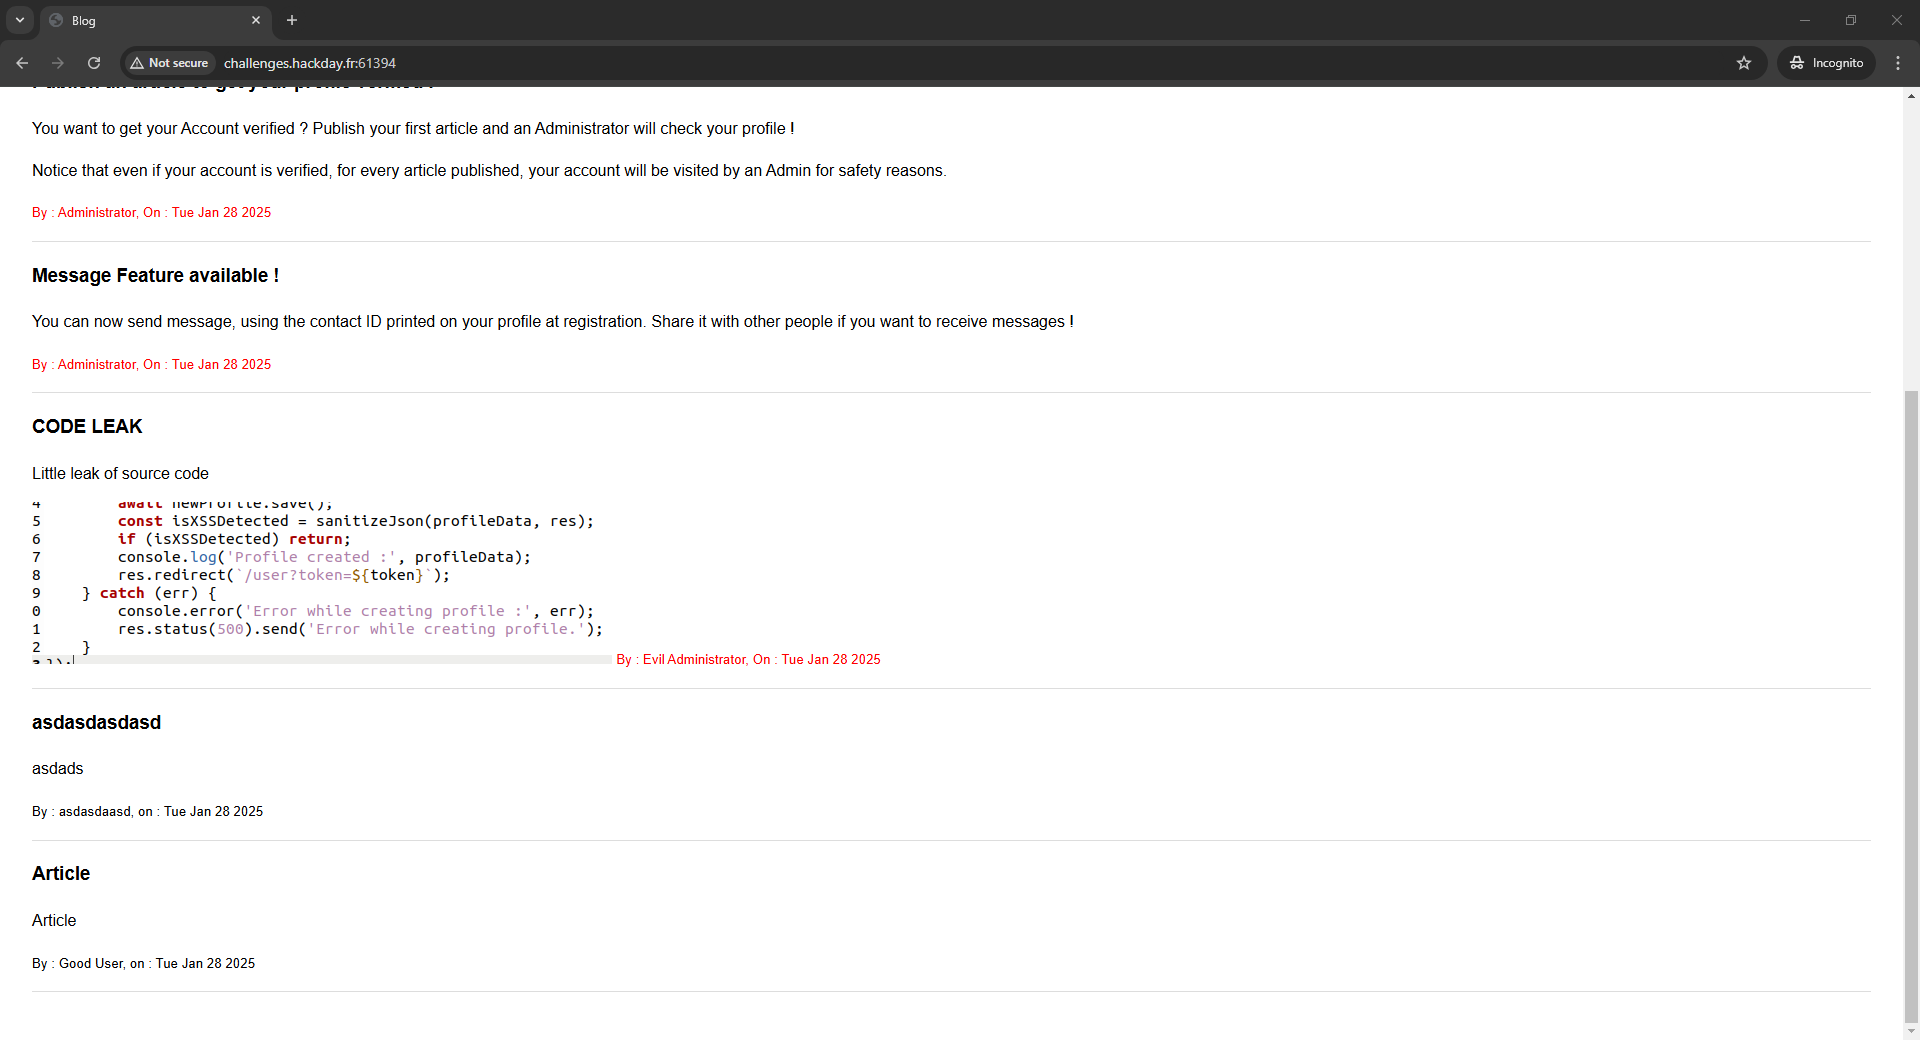 Blog
Not secure
challenges.hackday.fr:61394
Incognito
Publish an article to get your profile verified !
You want to get your Account verified ? Publish your first article and an Administrator will check your profile !
Notice that even if your account is verified, for every article published, your account will be visited by an Admin for safety reasons.
By : Administrator, On : Tue Jan 28 2025
Message Feature available !
You can now send message, using the contact ID printed on your profile at registration. Share it with other people if you want to receive messages !
By : Administrator, On : Tue Jan 28 2025
CODE LEAK
Little leak of source code
4 await newProfile.save();
5 const isXSSDetected = sanitizeJson(profileData, res);
6 if (isXSSDetected) return;
7 console.log('Profile created :', profileData);
8 res.redirect(`/user?token=${token}`);
9 } catch (err) {
0 console.error('Error while creating profile :', err);
1 res.status(500).send('Error while creating profile.');
2 }
3 });
By : Evil Administrator, On : Tue Jan 28 2025
asdasdasdasd
asdads
By : asdasdaasd, on : Tue Jan 28 2025
Article
Article
By : Good User, on : Tue Jan 28 2025